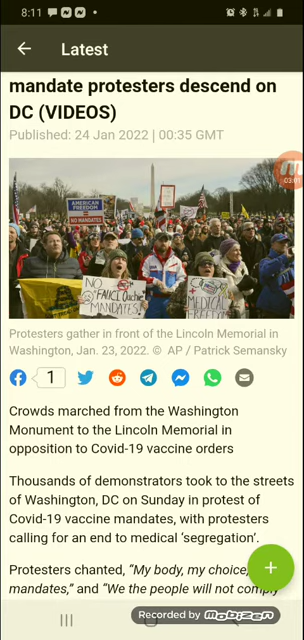 8:11
Latest
mandate protesters descend on
DC (VIDEOS)
Published: 24 Jan 2022 | 00:35 GMT
AMERICAN
FREEDOM
NO MANDATES
03:01
NO
MANDATES
MEDICAL
FREEDOM
Protesters gather in front of the Lincoln Memorial in
Washington, Jan. 23, 2022. © AP / Patrick Semansky
1
Crowds marched from the Washington
Monument to the Lincoln Memorial in
opposition to Covid-19 vaccine orders
Thousands of demonstrators took to the streets
of Washington, DC on Sunday in protest of
Covid-19 vaccine mandates, with protesters
calling for an end to medical ‘segregation’.
Protesters chanted, “My body, my choice,
mandates,” and “We the people will not comply
Recorded by MOBIZEN